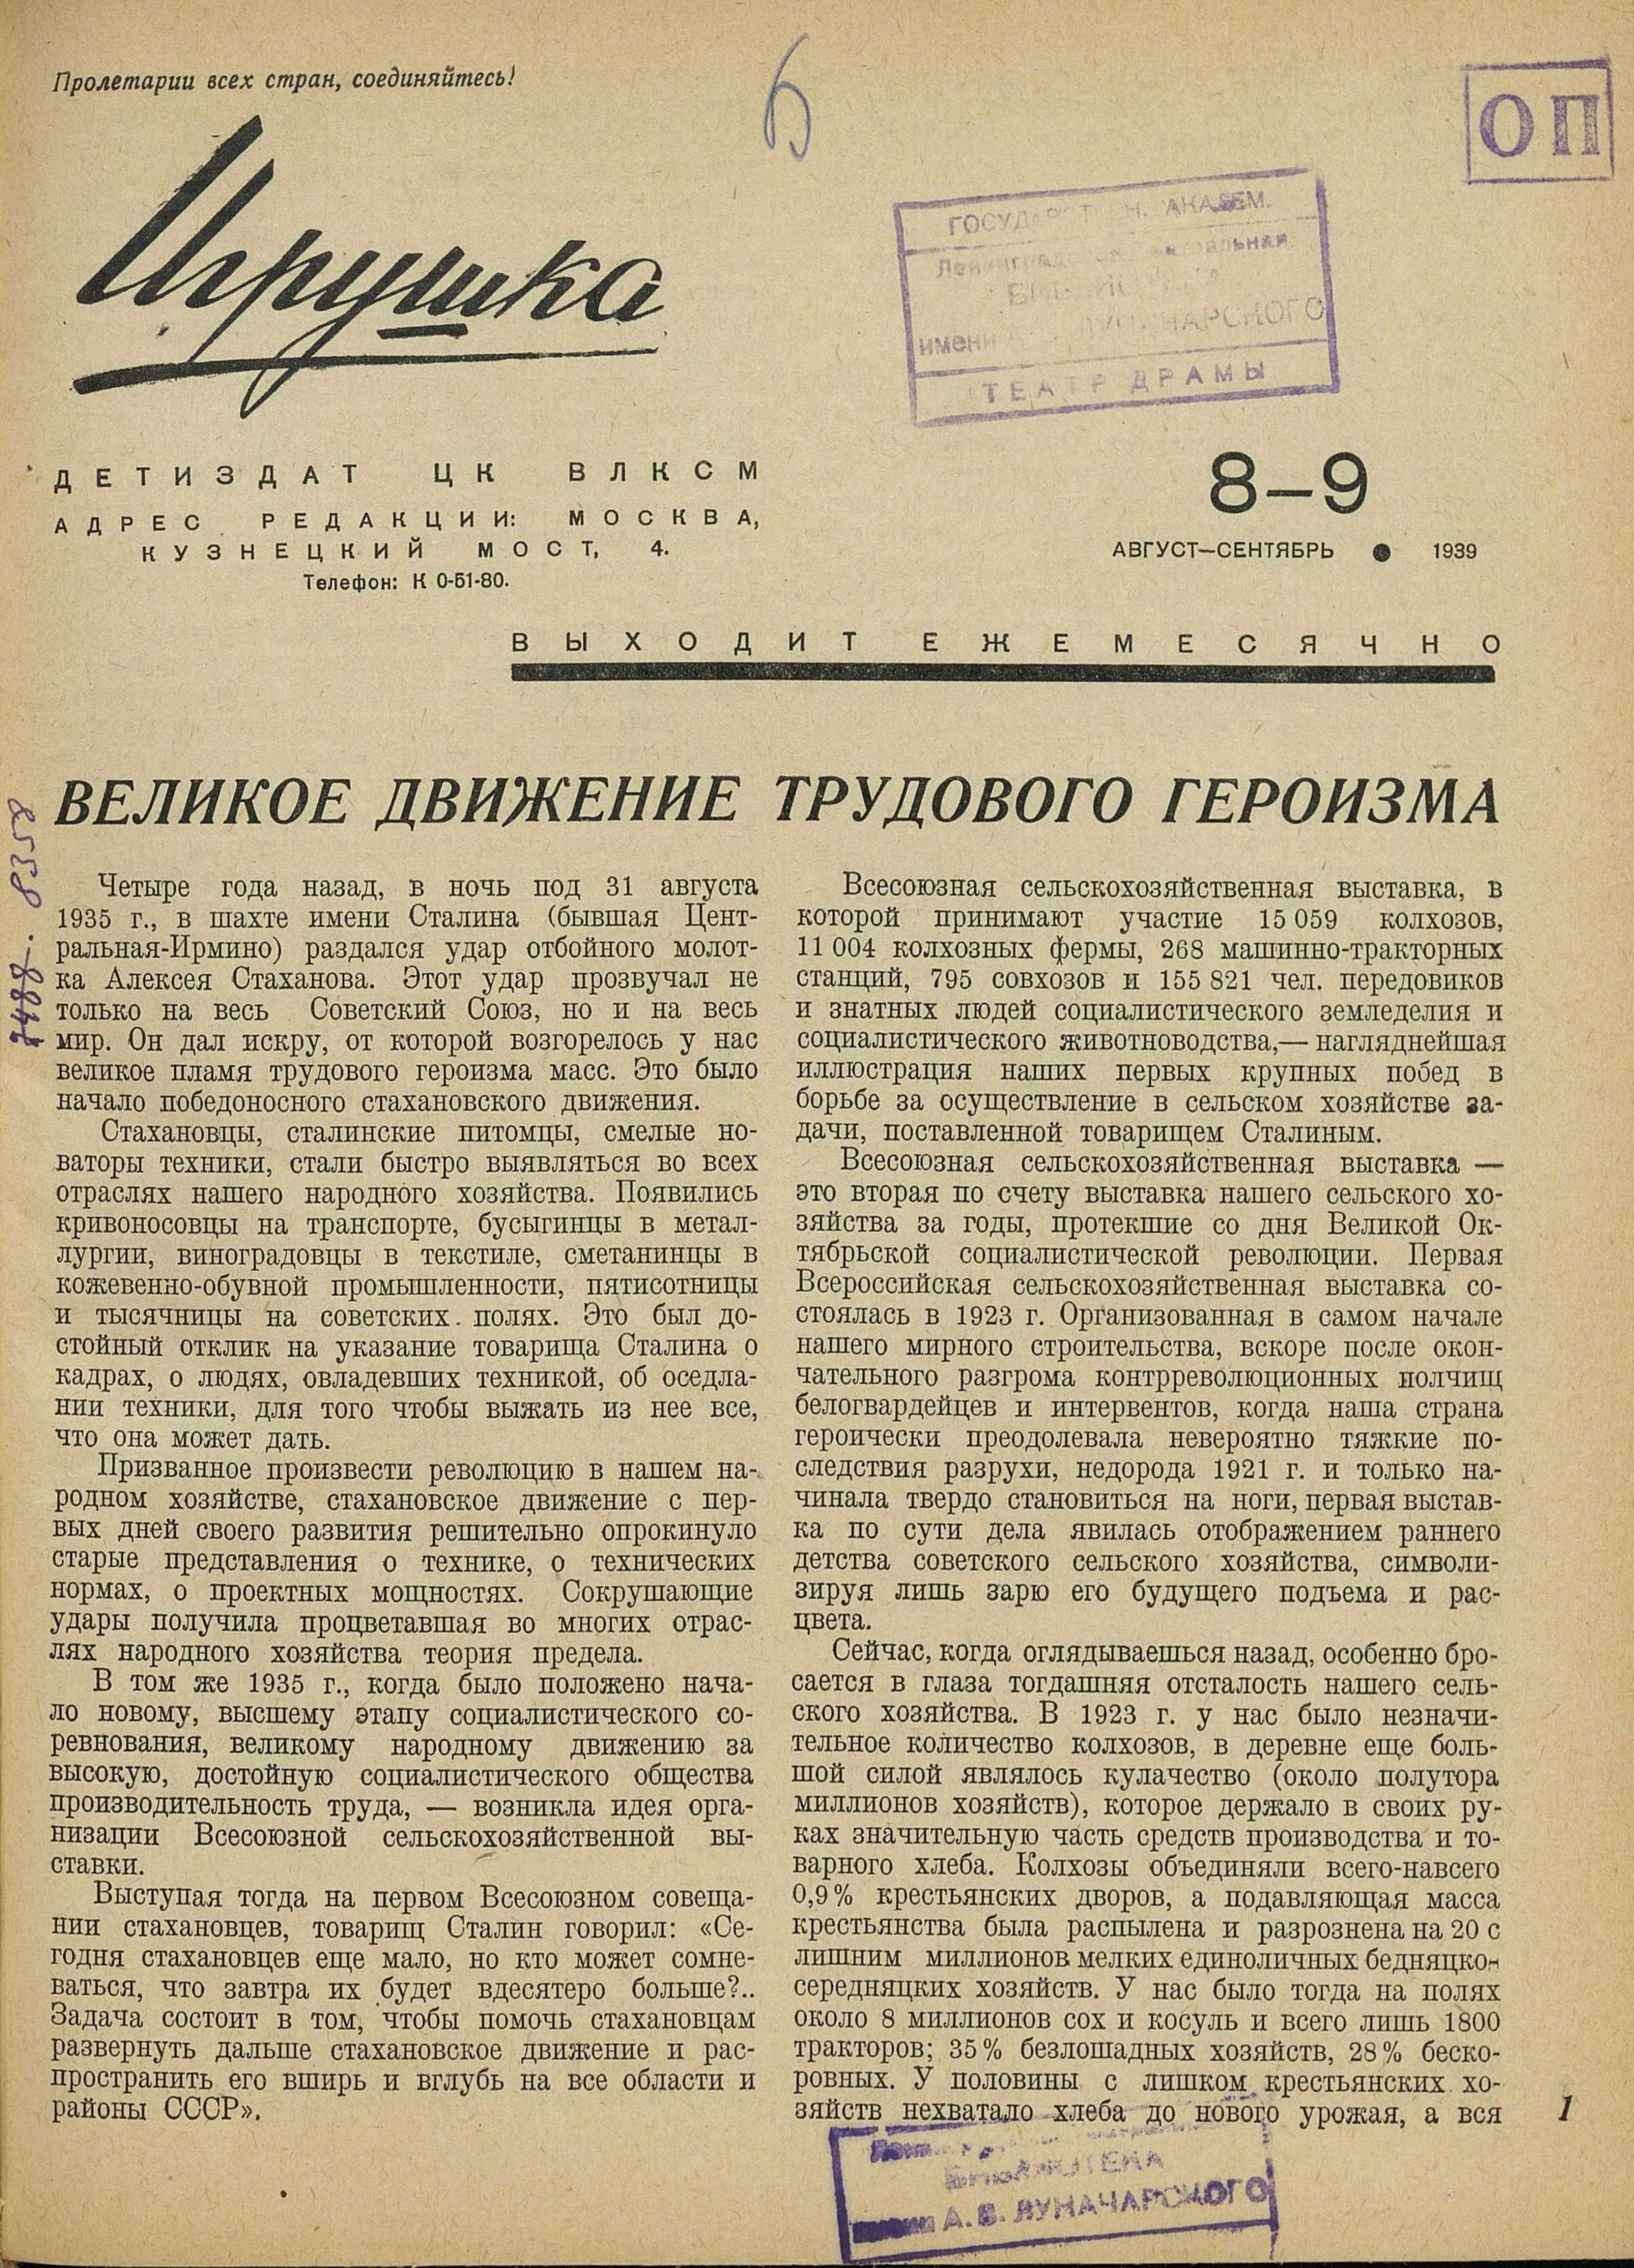 Пролетарии всех стран, соединяйтесь!
Б
ОП
Игрушка
АКАДЕМ.
имени ЛУНАЧАРСКОГО
ТЕАТР ДРАМЫ
ДЕТИЗДАТ ЦК ВЛКСМ
АДРЕС РЕДАКЦИИ: МОСКВА,
КУЗНЕЦКИЙ МОСТ, 4.
Телефон: К 0-51-80.
8—9
АВГУСТ—СЕНТЯБРЬ ● 1939
ВЫХОДИТ ЕЖЕМЕСЯЧНО
ВЕЛИКОЕ ДВИЖЕНИЕ ТРУДОВОГО ГЕРОИЗМА
Четыре года назад, в ночь под 31 августа
1935 г., в шахте имени Сталина (бывшая Цент-
ральная-Ирмино) раздался удар отбойного молот-
ка Алексея Стаханова. Этот удар прозвучал не
только на весь Советский Союз, но и на весь
мир. Он дал искру, от которой возгорелось у нас
великое пламя трудового героизма масс. Это было
начало победоносного стахановского движения.
Стахановцы, сталинские питомцы, смелые но-
ваторы техники, стали быстро выявляться во всех
отраслях нашего народного хозяйства. Появились
кривоносовцы на транспорте, бусыгинцы в метал-
лургии, виноградовцы в текстиле, сметанинцы в
кожевенно-обувной промышленности, пятисотницы
и тысячницы на советских полях. Это был до-
стойный отклик на указание товарища Сталина о
кадрах, о людях, овладевших техникой, об оседла-
нии техники, для того чтобы выжать из нее все,
что она может дать.
Призванное произвести революцию в нашем на-
родном хозяйстве, стахановское движение с пер-
вых дней своего развития решительно опрокинуло
старые представления о технике, о технических
нормах, о проектных мощностях. Сокрушающие
удары получила процветавшая во многих отрас-
лях народного хозяйства теория предела.
В том же 1935 г., когда было положено нача-
ло новому, высшему этапу социалистического со-
ревнования, великому народному движению за
высокую, достойную социалистического общества
производительность труда, — возникла идея орга-
низации Всесоюзной сельскохозяйственной вы-
ставки.
Выступая тогда на первом Всесоюзном совеща-
нии стахановцев, товарищ Сталин говорил: «Се-
годня стахановцев еще мало, но кто может сомне-
ваться, что завтра их будет вдесятеро больше?..
Задача состоит в том, чтобы помочь стахановцам
развернуть дальше стахановское движение и рас-
пространить его вширь и вглубь на все области и
районы СССР».
Всесоюзная сельскохозяйственная выставка, в
которой принимают участие 15 059 колхозов,
11 004 колхозных фермы, 268 машинно-тракторных
станций, 795 совхозов и 155 821 чел. передовиков
и знатных людей социалистического земледелия и
социалистического животноводства,— нагляднейшая
иллюстрация наших первых крупных побед в
борьбе за осуществление в сельском хозяйстве за-
дачи, поставленной товарищем Сталиным.
Всесоюзная сельскохозяйственная выставка —
это вторая по счету выставка нашего сельского хо-
зяйства за годы, протекшие со дня Великой Ок-
тябрьской социалистической революции. Первая
Всероссийская сельскохозяйственная выставка со-
стоялась в 1923 г. Организованная в самом начале
нашего мирного строительства, вскоре после окон-
чательного разгрома контрреволюционных полчищ
белогвардейцев и интервентов, когда наша страна
героически преодолевала невероятно тяжкие по-
следствия разрухи, недорода 1921 г. и только на-
чинала твердо становиться на ноги, первая выстав-
ка по сути дела явилась отображением раннего
детства советского сельского хозяйства, символи-
зируя лишь зарю его будущего подъема и рас-
цвета.
Сейчас, когда оглядываешься назад, особенно бро-
сается в глаза тогдашняя отсталость нашего сель-
ского хозяйства. В 1923 г. у нас было незначи-
тельное количество колхозов, в деревне еще боль-
шой силой являлось кулачество (около полутора
миллионов хозяйств), которое держало в своих ру-
ках значительную часть средств производства и то-
варного хлеба. Колхозы объединяли всего-навсего
0,9% крестьянских дворов, а подавляющая масса
крестьянства была распылена и разрознена на 20 с
лишним миллионов мелких единоличных бедняцко-
середняцких хозяйств. У нас было тогда на полях
около 8 миллионов сох и косуль и всего лишь 1800
тракторов; 35% безлошадных хозяйств, 28% беско-
ровных. У половины с лишком крестьянских хо-
зяйств нехватало хлеба до нового урожая, а вся
1
БИБЛИОТЕКА
имени А. В. ЛУНАЧАРСКОГО